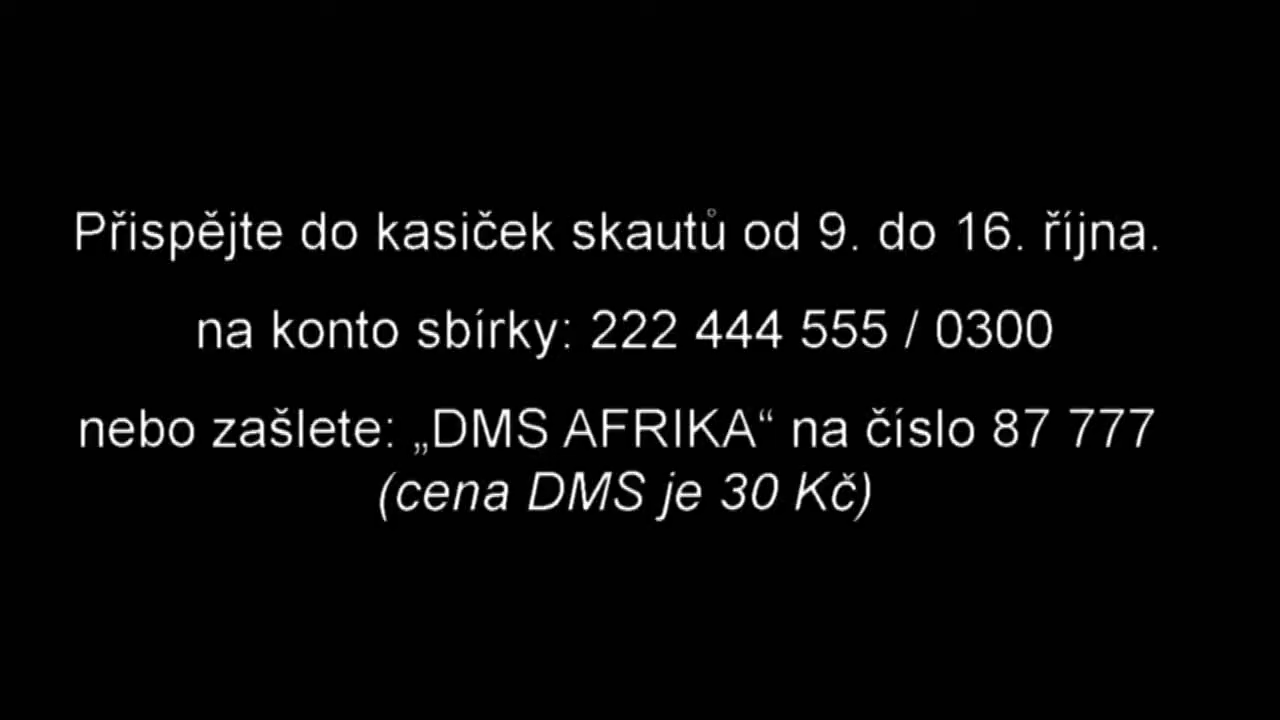 Přispějte do kasiček skautů od 9. do 16. října.
na konto sbírky: 222 444 555 / 0300
nebo zašlete: „DMS AFRIKA“ na číslo 87 777
(cena DMS je 30 Kč)